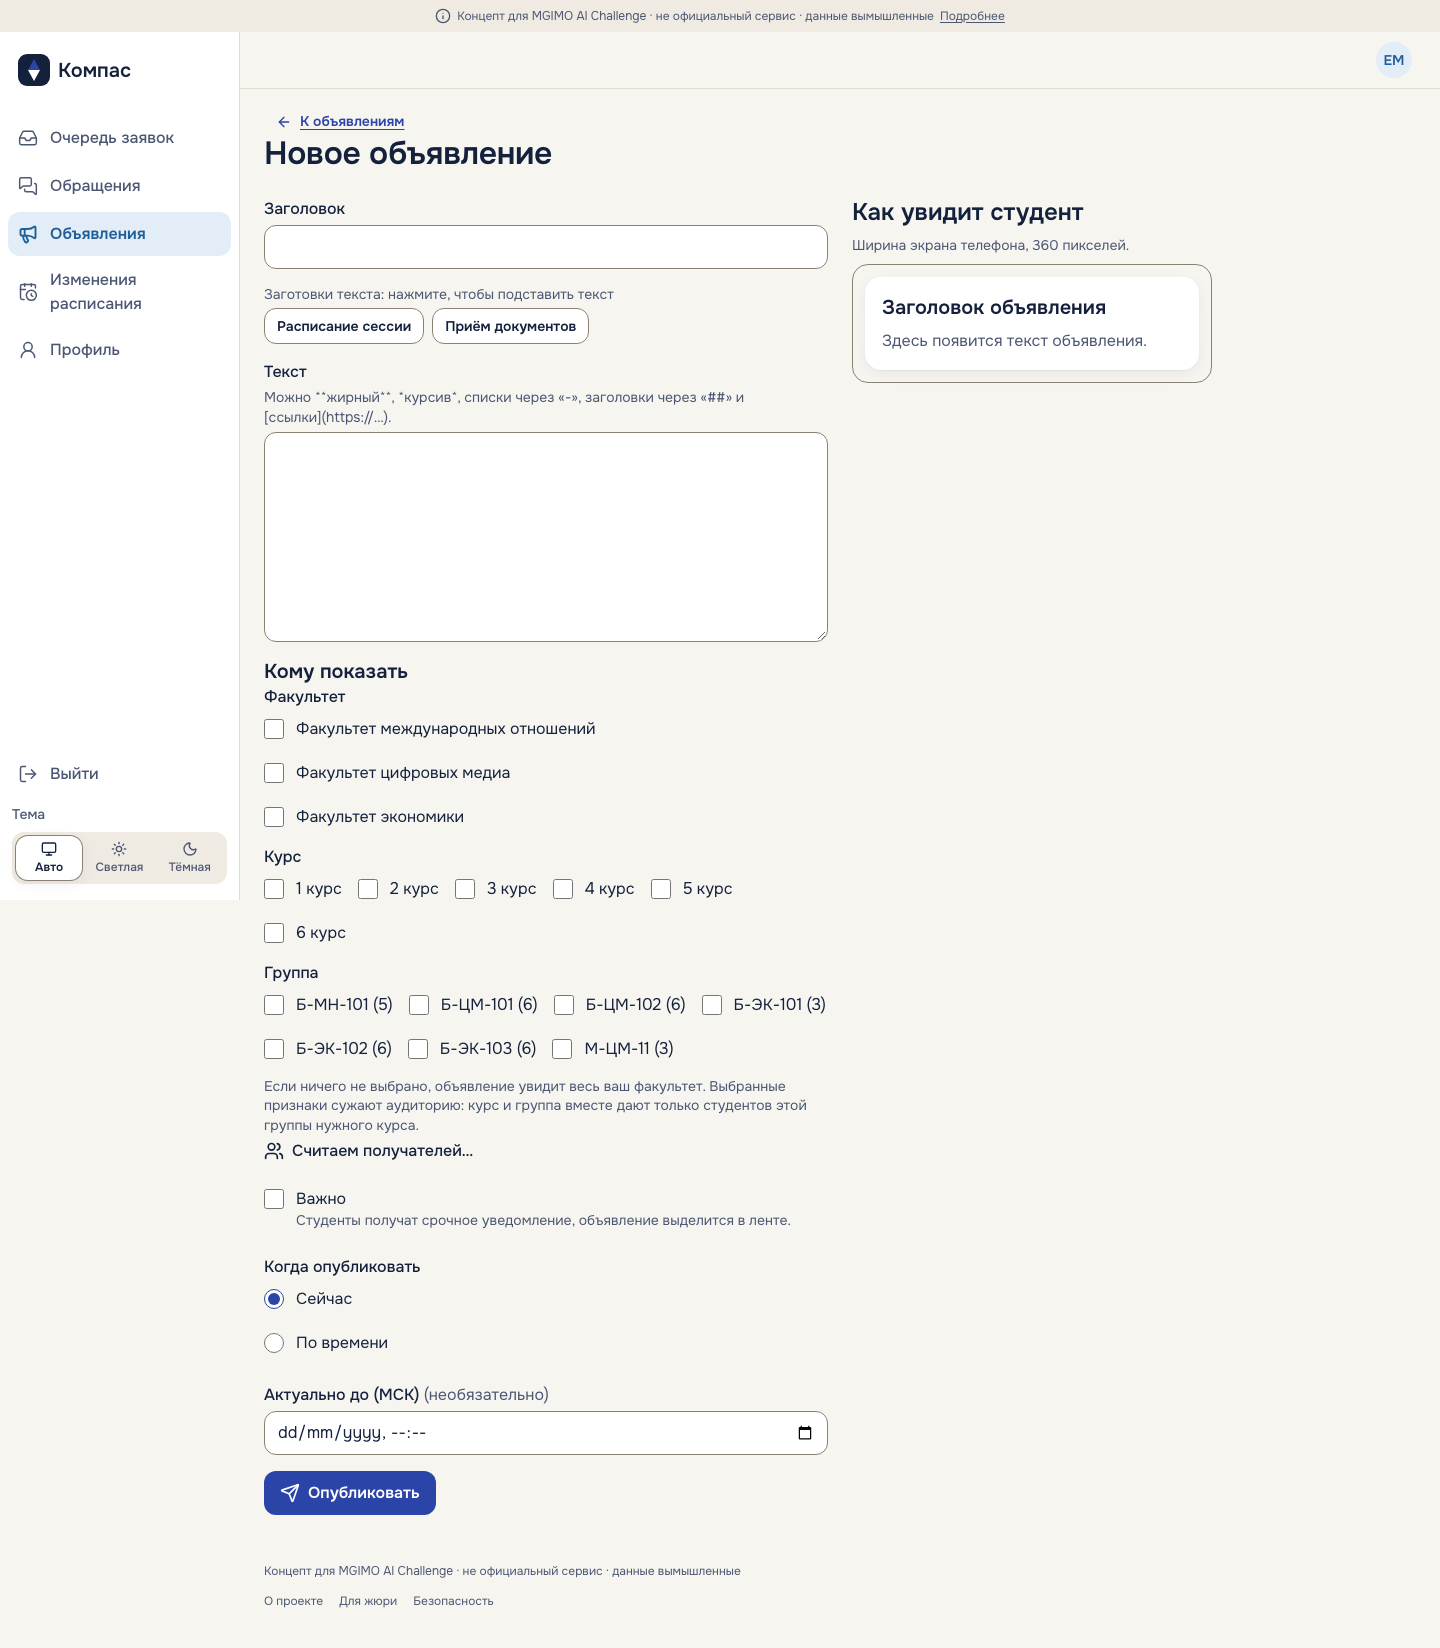 Концепт для MGIMO AI Challenge · не официальный сервис · данные вымышленные Подробнее
Компас
ЕМ
Очередь заявок
Обращения
Объявления
Изменения
расписания
Профиль
Выйти
Тема
Авто
Светлая
Тёмная
К объявлениям
Новое объявление
Заголовок
Заготовки текста: нажмите, чтобы подставить текст
Расписание сессии
Приём документов
Текст
Можно **жирный**, *курсив*, списки через «-», заголовки через «##» и
[ссылки](https://…).
Кому показать
Факультет
Факультет международных отношений
Факультет цифровых медиа
Факультет экономики
Курс
1 курс
2 курс
3 курс
4 курс
5 курс
6 курс
Группа
Б-МН-101 (5)
Б-ЦМ-101 (6)
Б-ЦМ-102 (6)
Б-ЭК-101 (3)
Б-ЭК-102 (6)
Б-ЭК-103 (6)
М-ЦМ-11 (3)
Если ничего не выбрано, объявление увидит весь ваш факультет. Выбранные
признаки сужают аудиторию: курс и группа вместе дают только студентов этой
группы нужного курса.
Считаем получателей…
Важно
Студенты получат срочное уведомление, объявление выделится в ленте.
Когда опубликовать
Сейчас
По времени
Актуально до (МСК) (необязательно)
dd/mm/yyyy, --:--
Опубликовать
Как увидит студент
Ширина экрана телефона, 360 пикселей.
Заголовок объявления
Здесь появится текст объявления.
Концепт для MGIMO AI Challenge · не официальный сервис · данные вымышленные
О проекте
Для жюри
Безопасность